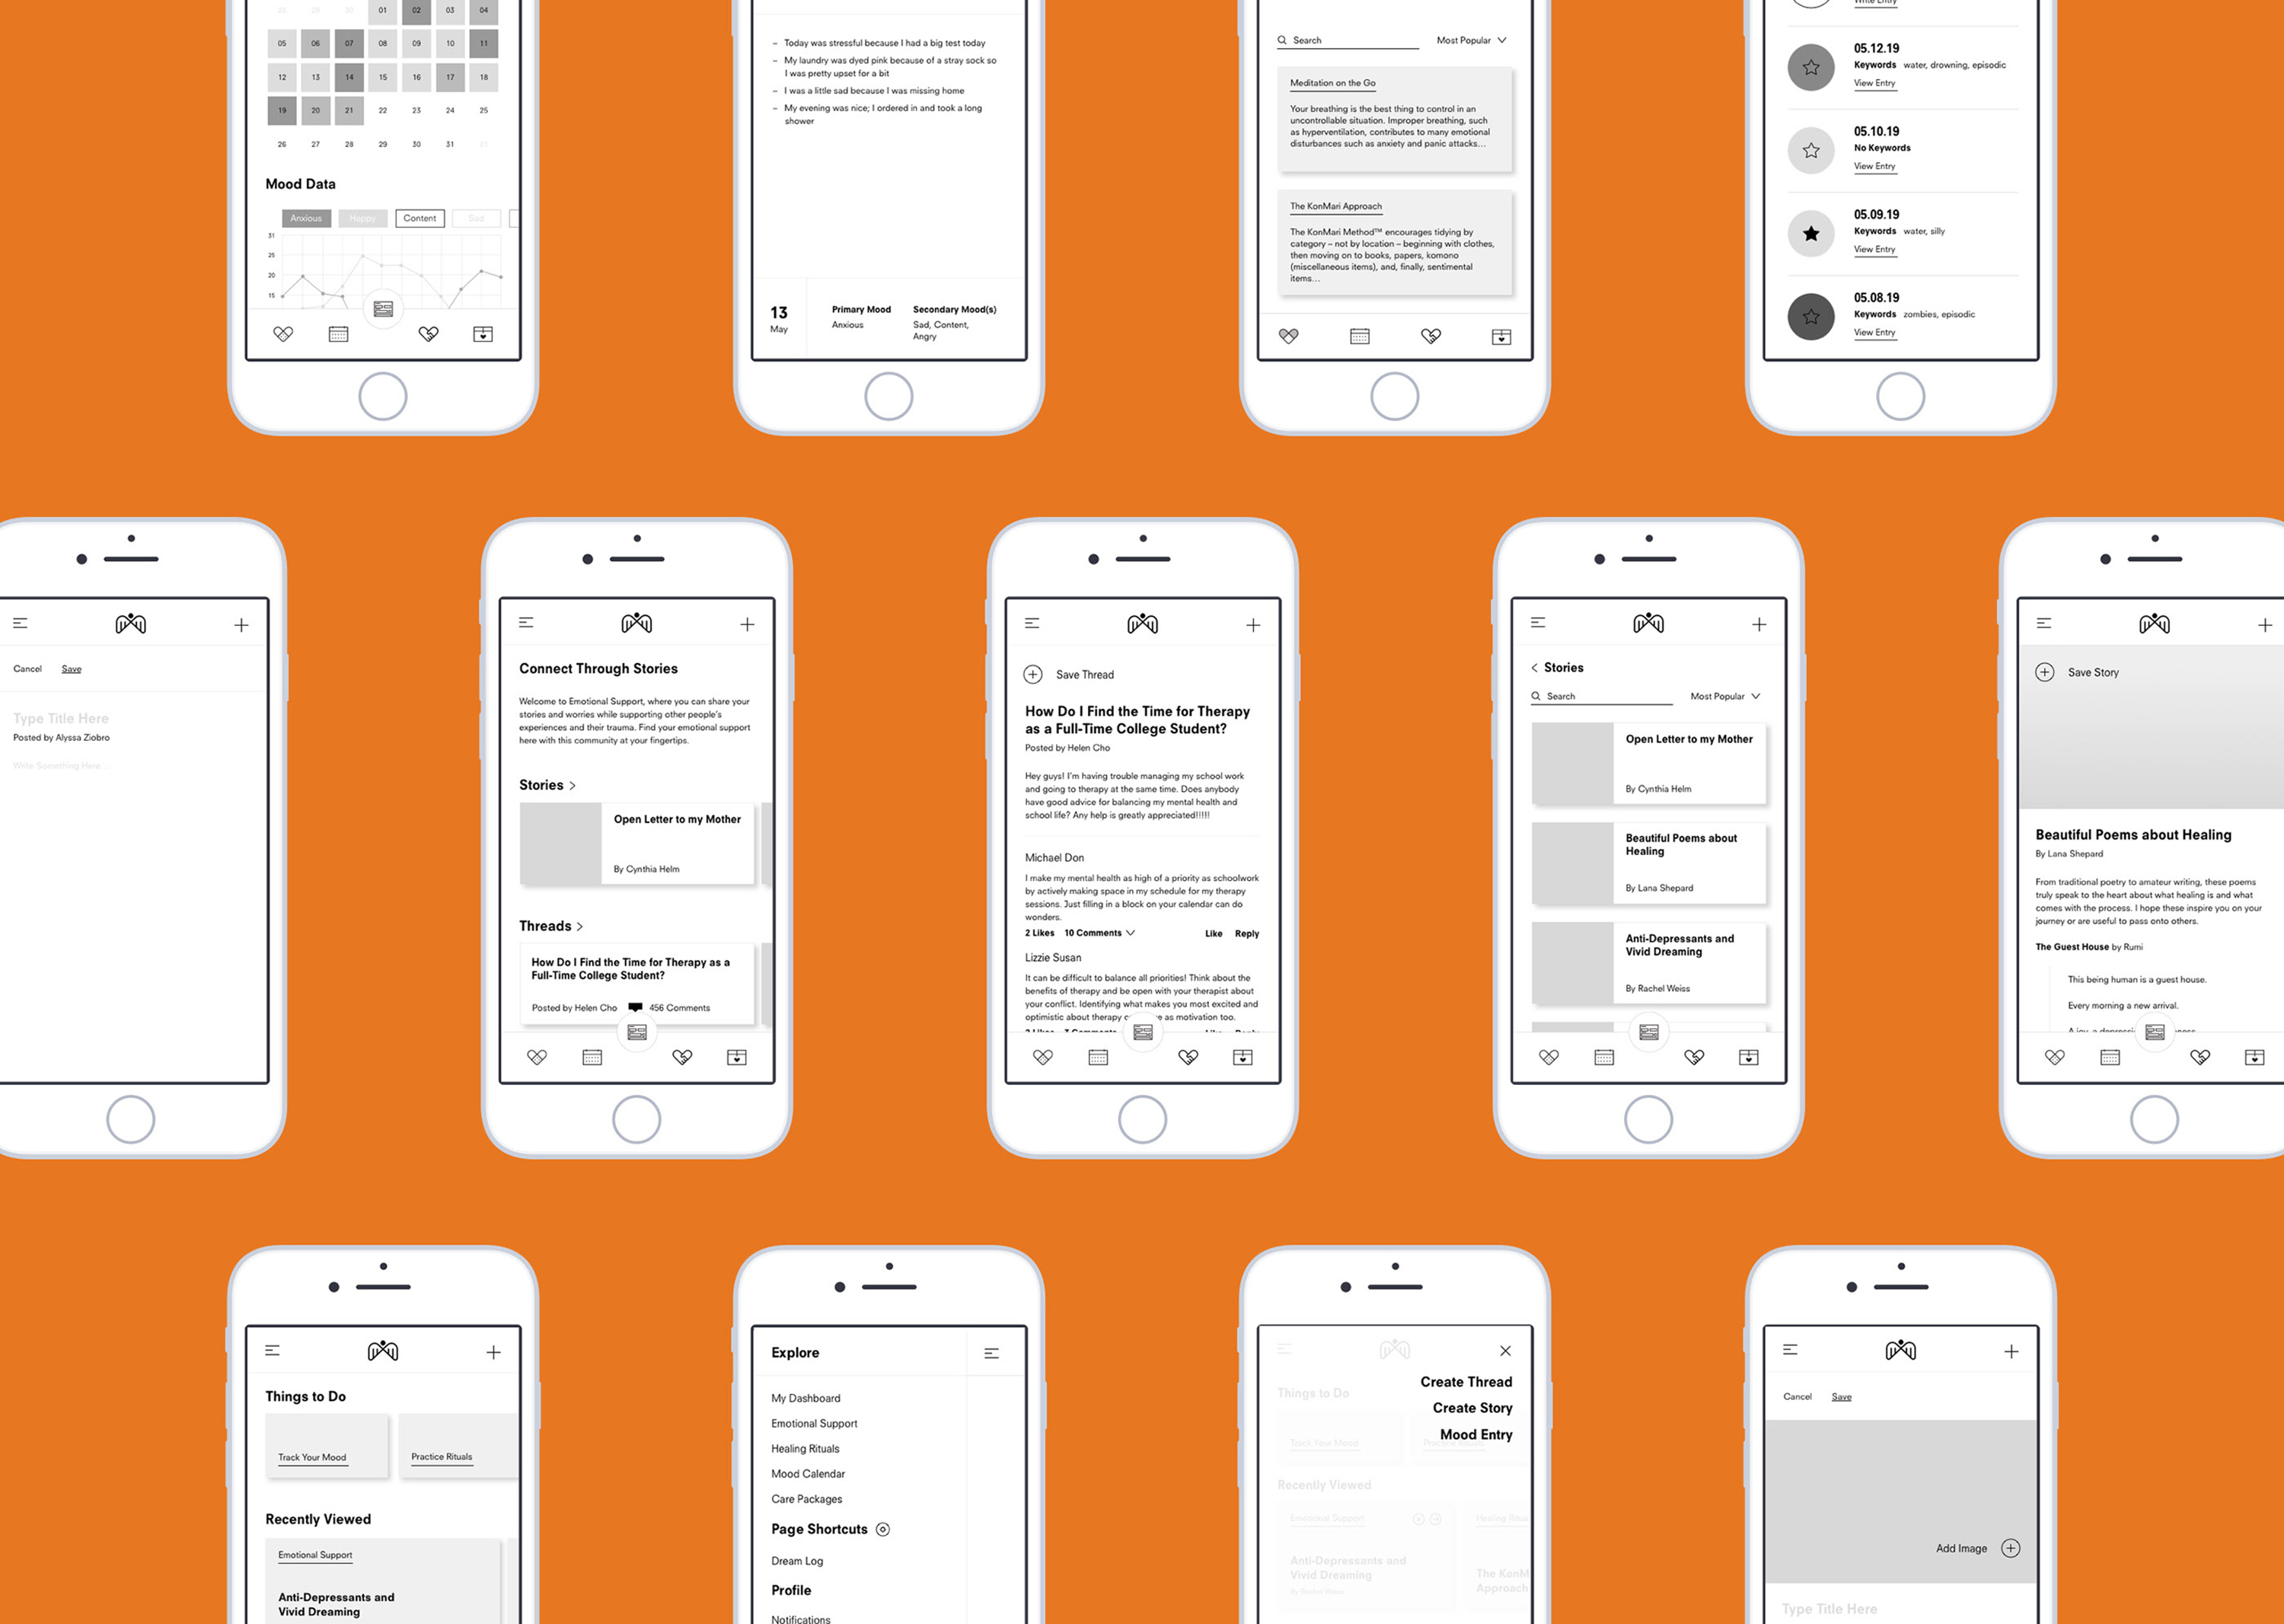 28 29 30 01 02 03 04
05 06 07 08 09 10 11
12 13 14 15 16 17 18
19 20 21 22 23 24 25
26 27 28 29 30 31 01
Mood Data
Anxious Happy Content Sad
31
25
20
15
– Today was stressful because I had a big test today
– My laundry was dyed pink because of a stray sock so
I was pretty upset for a bit
– I was a little sad because I was missing home
– My evening was nice; I ordered in and took a long
shower
13
May
Primary Mood
Anxious
Secondary Mood(s)
Sad, Content,
Angry
Search
Most Popular
Meditation on the Go
Your breathing is the best thing to control in an
uncontrollable situation. Improper breathing, such
as hyperventilation, contributes to many emotional
disturbances such as anxiety and panic attacks...
The KonMari Approach
The KonMari Method™ encourages tidying by
category – not by location – beginning with clothes,
then moving on to books, papers, komono
(miscellaneous items), and, finally, sentimental
items...
Write Entry
05.12.19
Keywords water, drowning, episodic
View Entry
05.10.19
No Keywords
View Entry
05.09.19
Keywords water, silly
View Entry
05.08.19
Keywords zombies, episodic
View Entry
Cancel Save
Type Title Here
Posted by Alyssa Ziobro
Write Something Here...
Connect Through Stories
Welcome to Emotional Support, where you can share your
stories and worries while supporting other people's
experiences and their trauma. Find your emotional support
here with this community at your fingertips.
Stories >
Open Letter to my Mother
By Cynthia Helm
Threads >
How Do I Find the Time for Therapy as a
Full-Time College Student?
Posted by Helen Cho 456 Comments
Save Thread
How Do I Find the Time for Therapy
as a Full-Time College Student?
Posted by Helen Cho
Hey guys! I'm having trouble managing my school work
and going to therapy at the same time. Does anybody
have good advice for balancing my mental health and
school life? Any help is greatly appreciated!!!!!
Michael Don
I make my mental health as high of a priority as schoolwork
by actively making space in my schedule for my therapy
sessions. Just filling in a block on your calendar can do
wonders.
2 Likes 10 Comments Like Reply
Lizzie Susan
It can be difficult to balance all priorities! Think about the
benefits of therapy and be open with your therapist about
your conflict. Identifying what makes you most excited and
optimistic about therapy as motivation too.
Comments Like Reply
< Stories
Search
Most Popular
Open Letter to my Mother
By Cynthia Helm
Beautiful Poems about
Healing
By Lana Shepard
Anti-Depressants and
Vivid Dreaming
By Rachel Weiss
Save Story
Beautiful Poems about Healing
By Lana Shepard
From traditional poetry to amateur writing, these poems
truly speak to the heart about what healing is and what
comes with the process. I hope these inspire you on your
journey or are useful to pass onto others.
The Guest House by Rumi
This being human is a guest house.
Every morning a new arrival.
A joy, a
Things to Do
Track Your Mood
Practice Rituals
Recently Viewed
Emotional Support
Anti-Depressants and
Vivid Dreaming
Explore
My Dashboard
Emotional Support
Healing Rituals
Mood Calendar
Care Packages
Page Shortcuts
Dream Log
Profile
Notifications
Create Thread
Create Story
Mood Entry
Things to Do
Track Your Mood
Practice Rituals
Recently Viewed
Emotional Support
Healing
Anti-Depressants and
Vivid Dreaming
By Rachel Weiss
The
Approach
Cancel Save
Add Image
Type Title Here